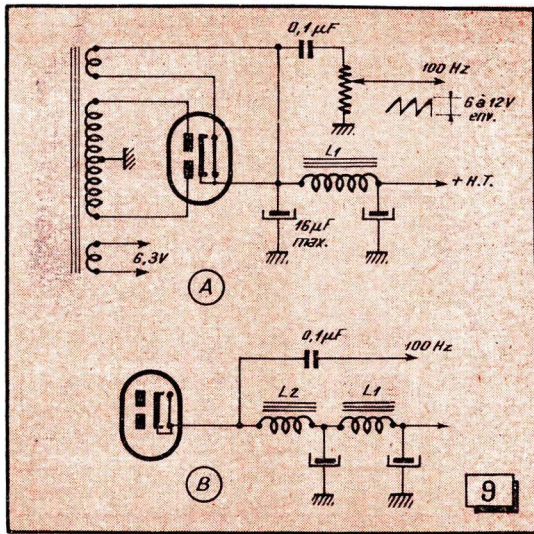 0,1µF
100 Hz
6 à 12V
env.
L1
+ H.T.
16µF
max.
6,3V
A
0,1µF
100 Hz
L2
L1
B
9